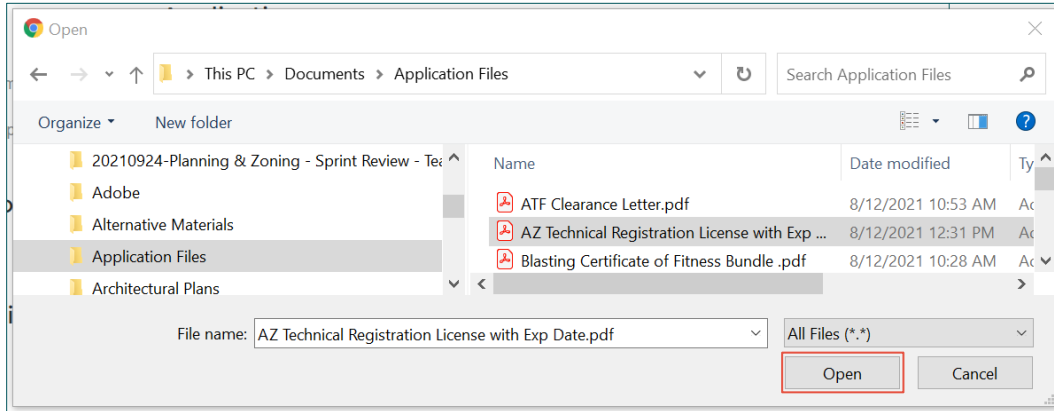 Open
This PC > Documents > Application Files
Search Application Files
Organize
New folder
20210924-Planning & Zoning - Sprint Review - Tea
Adobe
Alternative Materials
Application Files
Architectural Plans
Name Date modified Ty
ATF Clearance Letter.pdf 8/12/2021 10:53 AM Ac
AZ Technical Registration License with Exp ... 8/12/2021 12:31 PM Ac
Blasting Certificate of Fitness Bundle .pdf 8/12/2021 10:28 AM Ac
File name: AZ Technical Registration License with Exp Date.pdf
All Files (*.*)
Open
Cancel